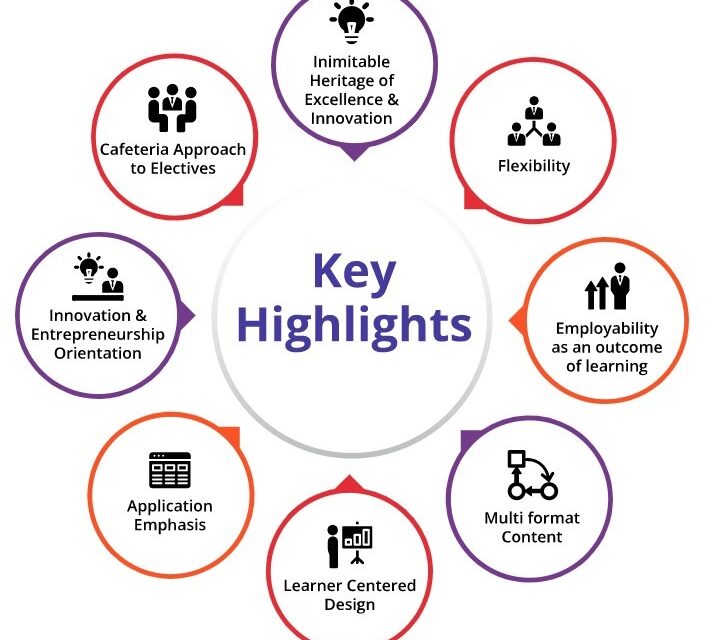 Inimitable
Heritage of
Excellence &
Innovation
Cafeteria Approach
to Electives
Flexibility
Key
Highlights
Innovation &
Entrepreneurship
Orientation
Employability
as an outcome
of learning
Application
Emphasis
Multi format
Content
Learner Centered
Design